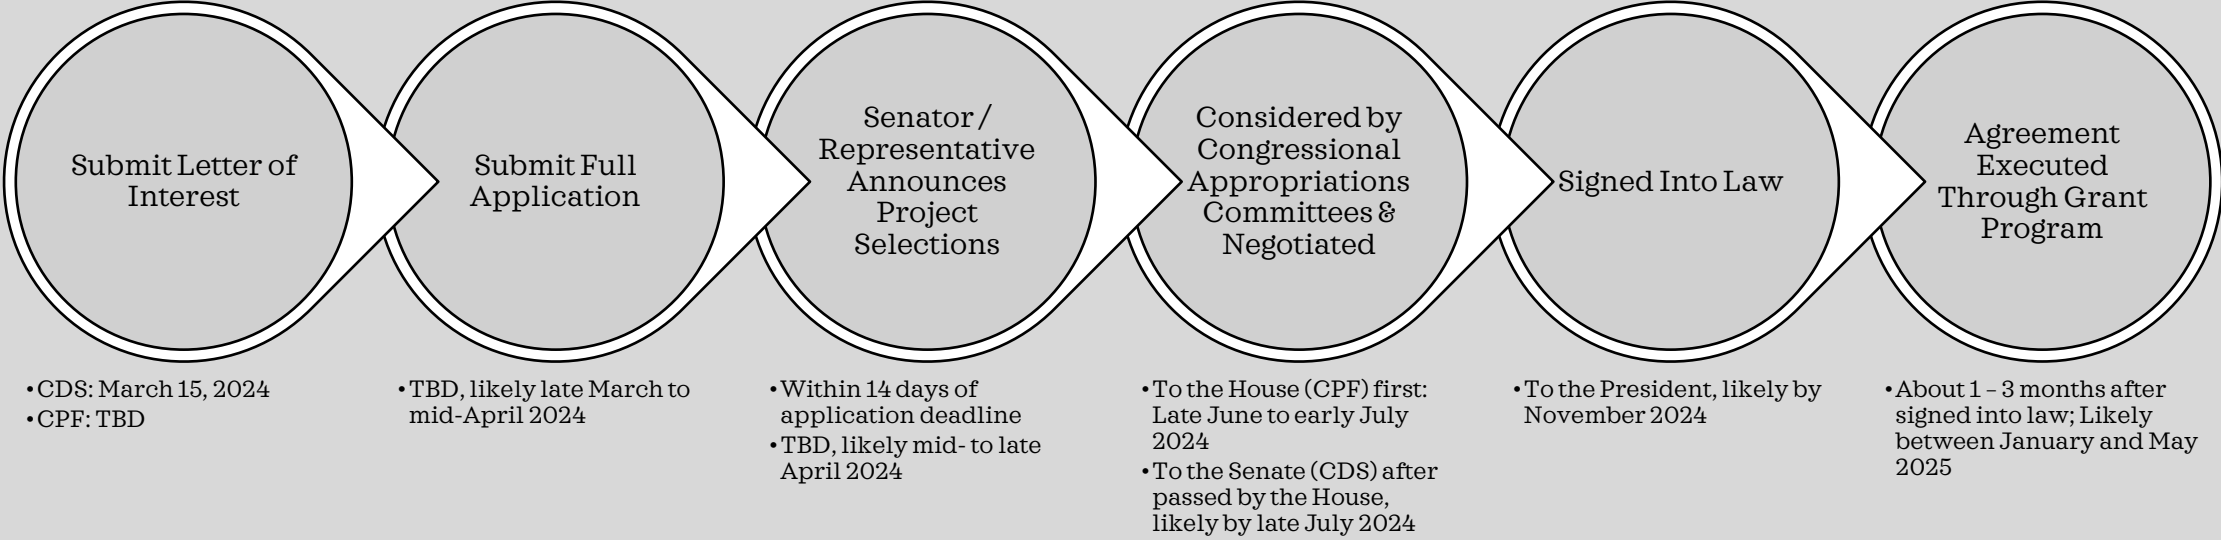 Submit Letter of
Interest
Submit Full
Application
Senator /
Representative
Announces
Project
Selections
Considered by
Congressional
Appropriations
Committees &
Negotiated
Signed Into Law
Agreement
Executed
Through Grant
Program
•CDS: March 15, 2024
•CPF: TBD
•TBD, likely late March to
mid-April 2024
•Within 14 days of
application deadline
•TBD, likely mid- to late
April 2024
•To the House (CPF) first:
Late June to early July
2024
•To the Senate (CDS) after
passed by the House,
likely by late July 2024
•To the President, likely by
November 2024
•About 1 – 3 months after
signed into law; Likely
between January and May
2025